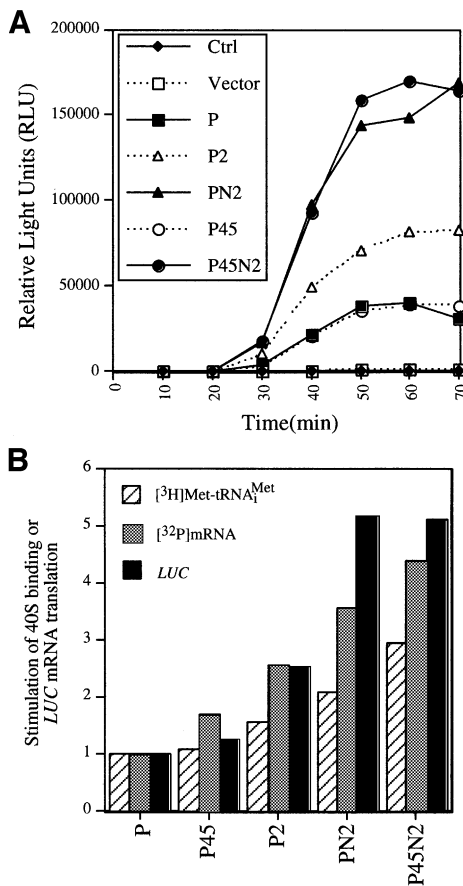 A
Relative Light Units (RLU)
200000
150000
100000
50000
0
Ctrl
Vector
P
P2
PN2
P45
P45N2
0 10 20 30 40 50 60 70
Time(min)
B
Stimulation of 40S binding or
LUC mRNA translation
6
5
4
3
2
1
0
[³H]Met-tRNAᵢᴹᵉᵗ
[³²P]mRNA
LUC
P P45 P2 PN2 P45N2